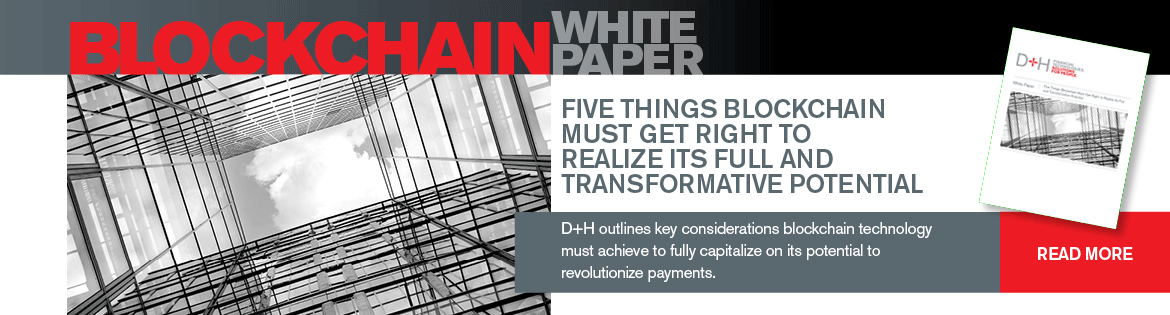 BLOCKCHAIN
WHITE
PAPER
FIVE THINGS BLOCKCHAIN
MUST GET RIGHT TO
REALIZE ITS FULL AND
TRANSFORMATIVE POTENTIAL
D+H outlines key considerations blockchain technology
must achieve to fully capitalize on its potential to
revolutionize payments.
D+H
White Paper
READ MORE